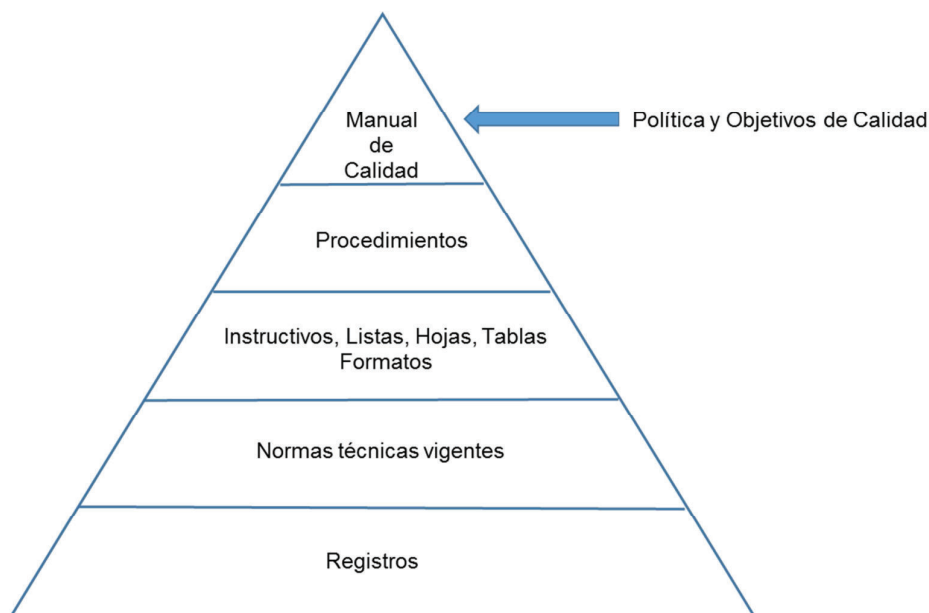 Manual
de
Calidad
Política y Objetivos de Calidad
Procedimientos
Instructivos, Listas, Hojas, Tablas
Formatos
Normas técnicas vigentes
Registros